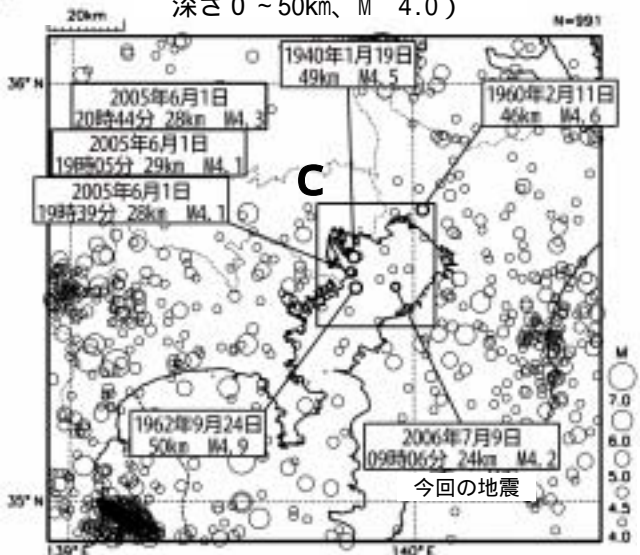 深さ0~50km、M 4.0)
20km
N=991
1940年1月19日
49km M4.5
36°N
2005年6月1日
20時44分 28km M4.3
1960年2月11日
46km M4.6
2005年6月1日
19時05分 29km M4.1
C
2005年6月1日
19時39分 28km M4.1
M
7.0
6.0
5.0
4.5
4.0
1962年9月24日
50km M4.9
2006年7月9日
09時06分 24km M4.2
今回の地震
35°N
139°E
140°E